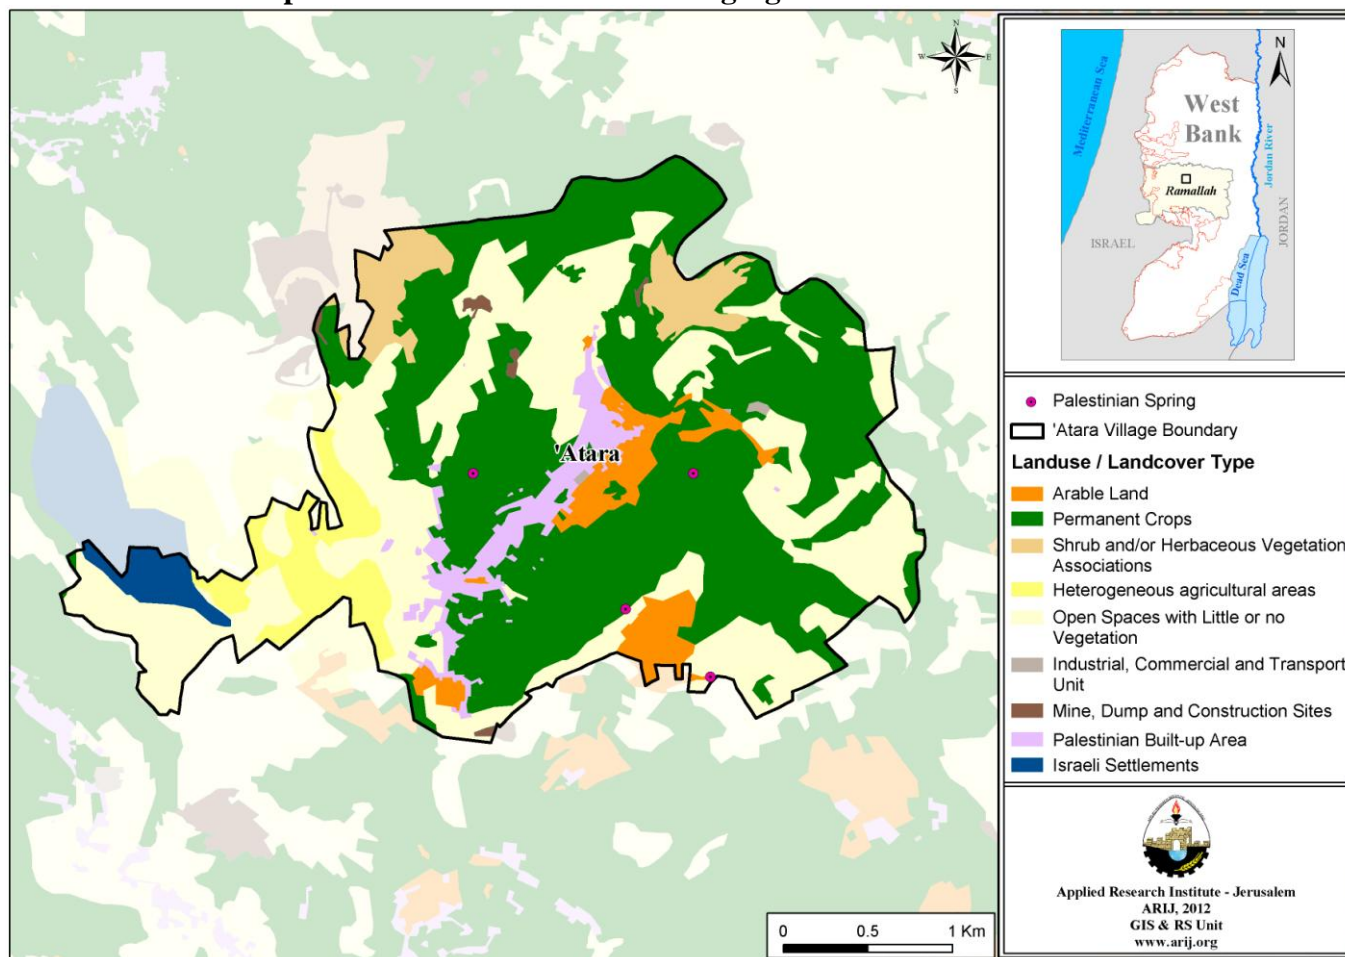 N
W
E
S
'Atara
0
0.5
1 Km
N
Mediterranean Sea
West
Bank
Jordan River
Ramallah
ISRAEL
JORDAN
Dead Sea
Palestinian Spring
'Atara Village Boundary
Landuse / Landcover Type
Arable Land
Permanent Crops
Shrub and/or Herbaceous Vegetation
Associations
Heterogeneous agricultural areas
Open Spaces with Little or no
Vegetation
Industrial, Commercial and Transport
Unit
Mine, Dump and Construction Sites
Palestinian Built-up Area
Israeli Settlements
Applied Research Institute - Jerusalem
ARIJ, 2012
GIS & RS Unit
www.arij.org